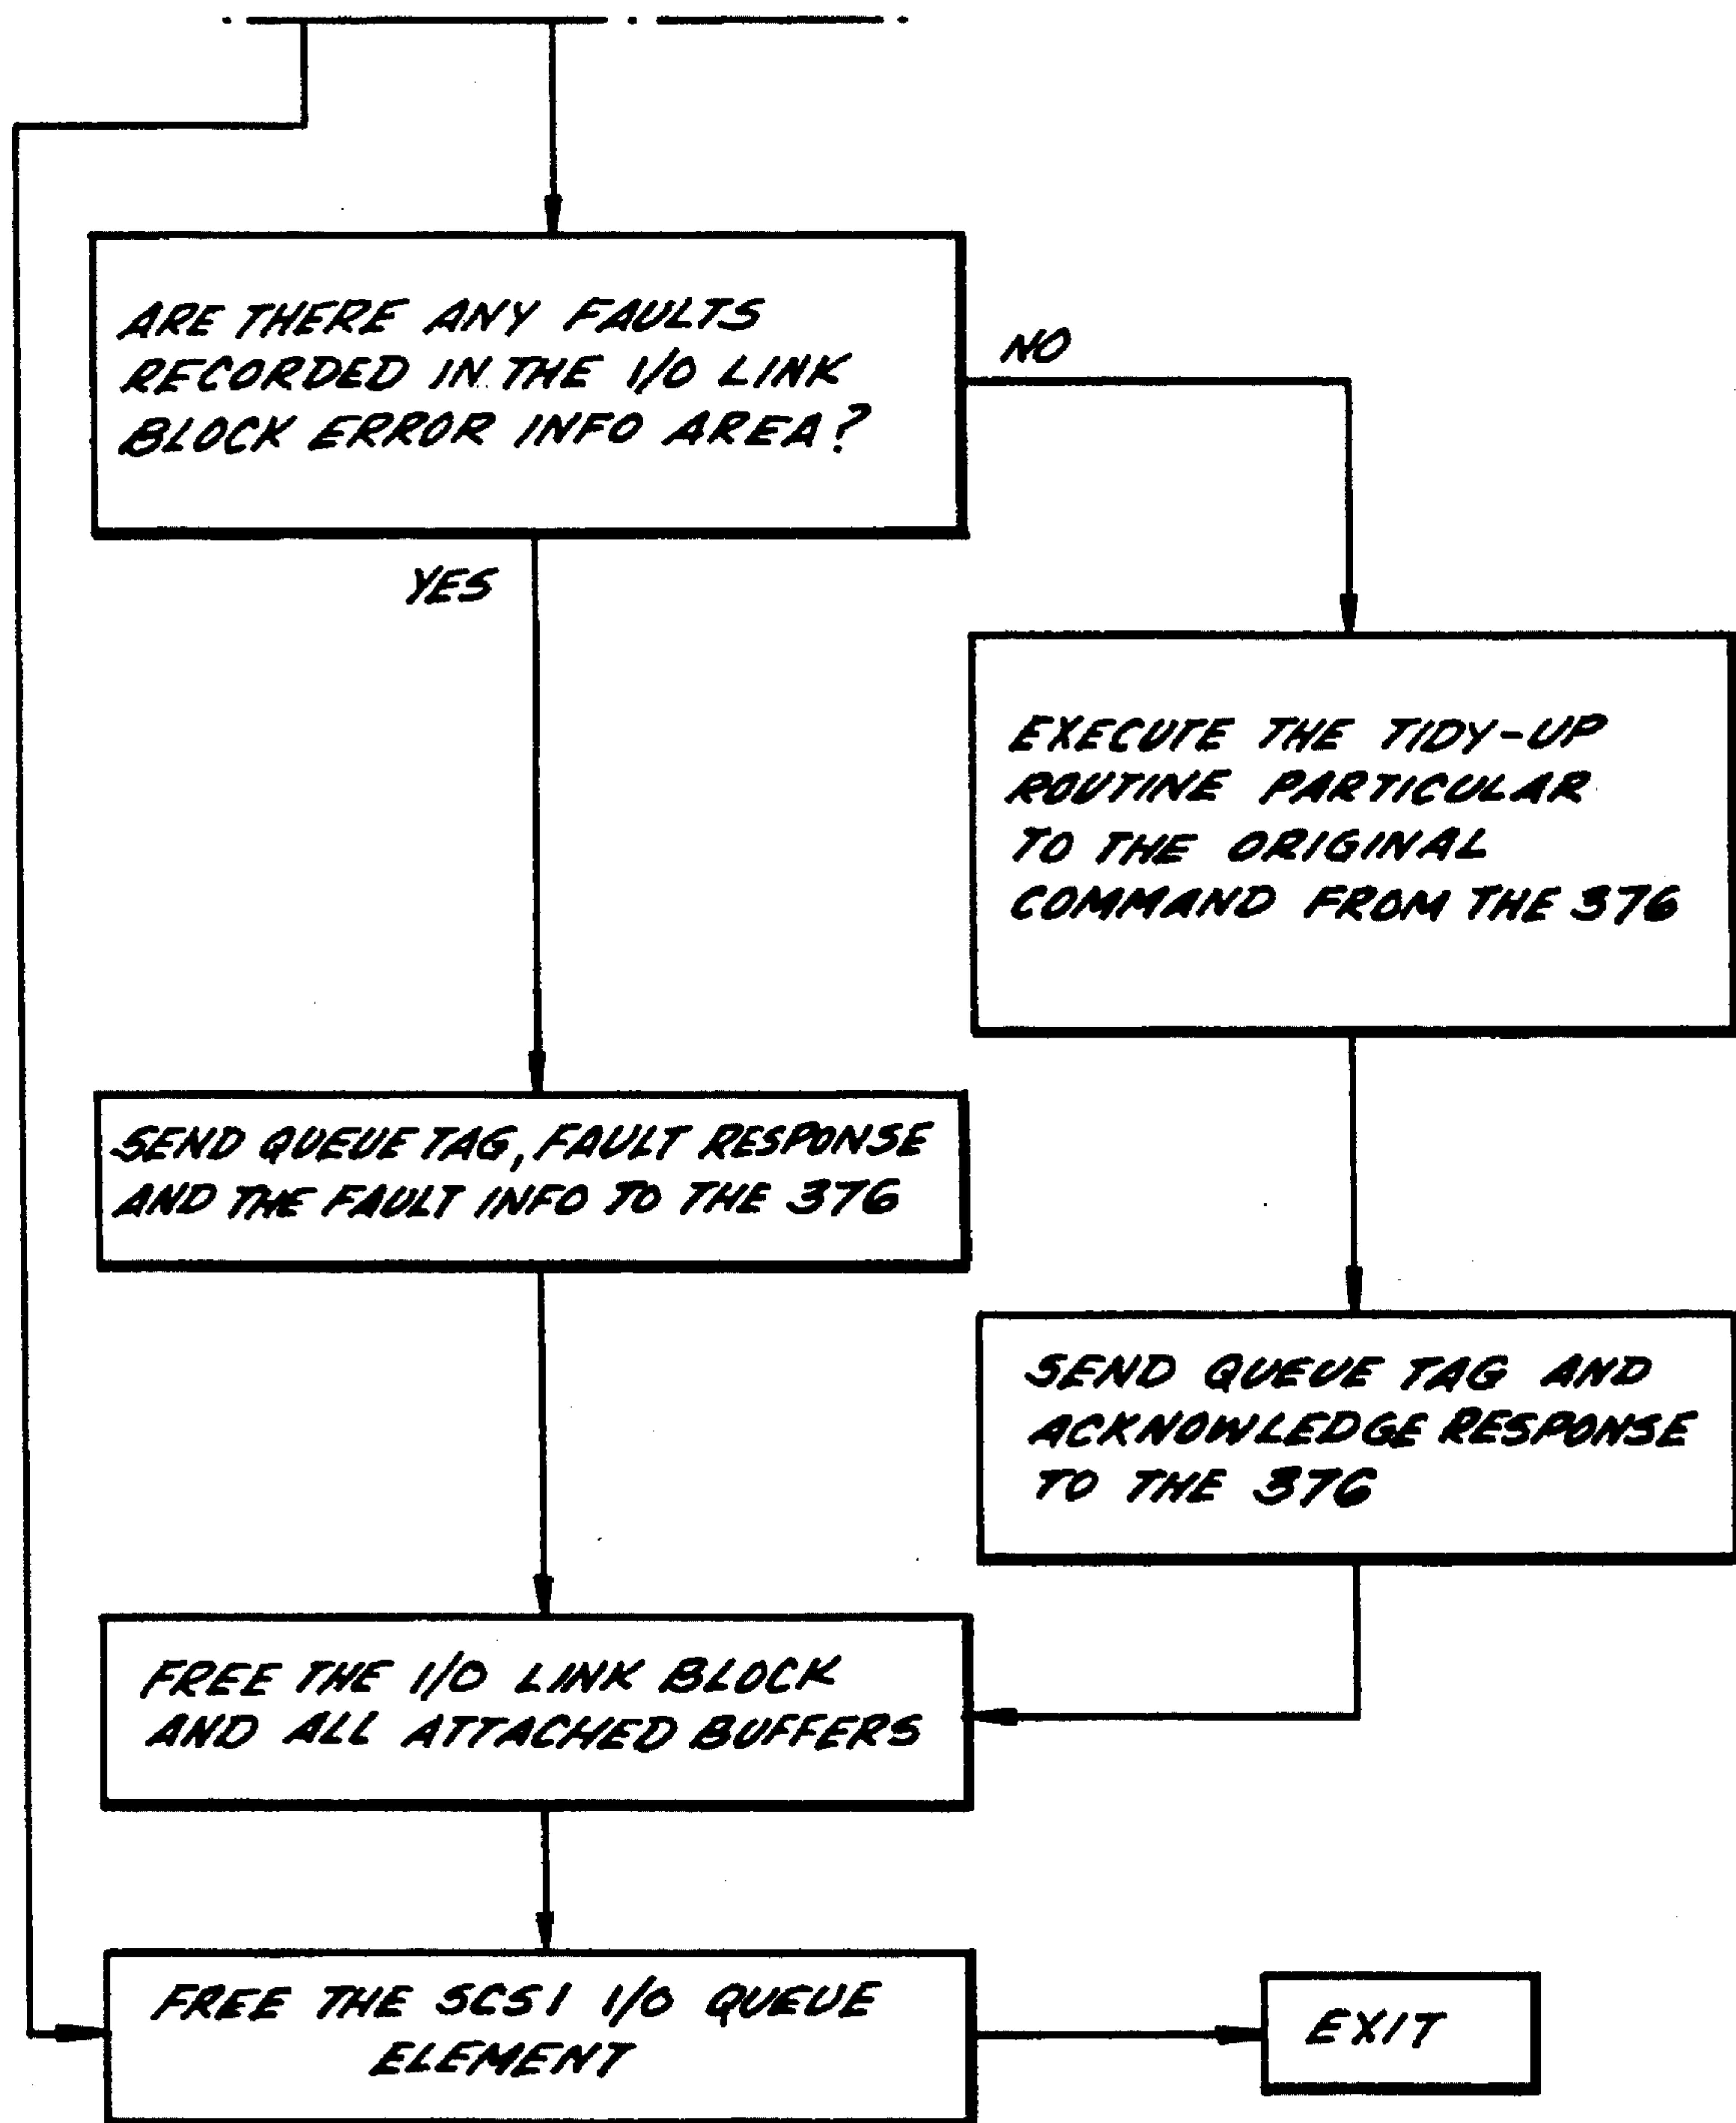 ARE THERE ANY FAULTS
RECORDED IN THE I/O LINK
BLOCK ERROR INFO AREA?
NO
YES
EXECUTE THE TIDY-UP
ROUTINE PARTICULAR
TO THE ORIGINAL
COMMAND FROM THE 376
SEND QUEUE TAG, FAULT RESPONSE
AND THE FAULT INFO TO THE 376
SEND QUEUE TAG AND
ACKNOWLEDGE RESPONSE
TO THE 376
FREE THE I/O LINK BLOCK
AND ALL ATTACHED BUFFERS
FREE THE SCSI I/O QUEUE
ELEMENT
EXIT